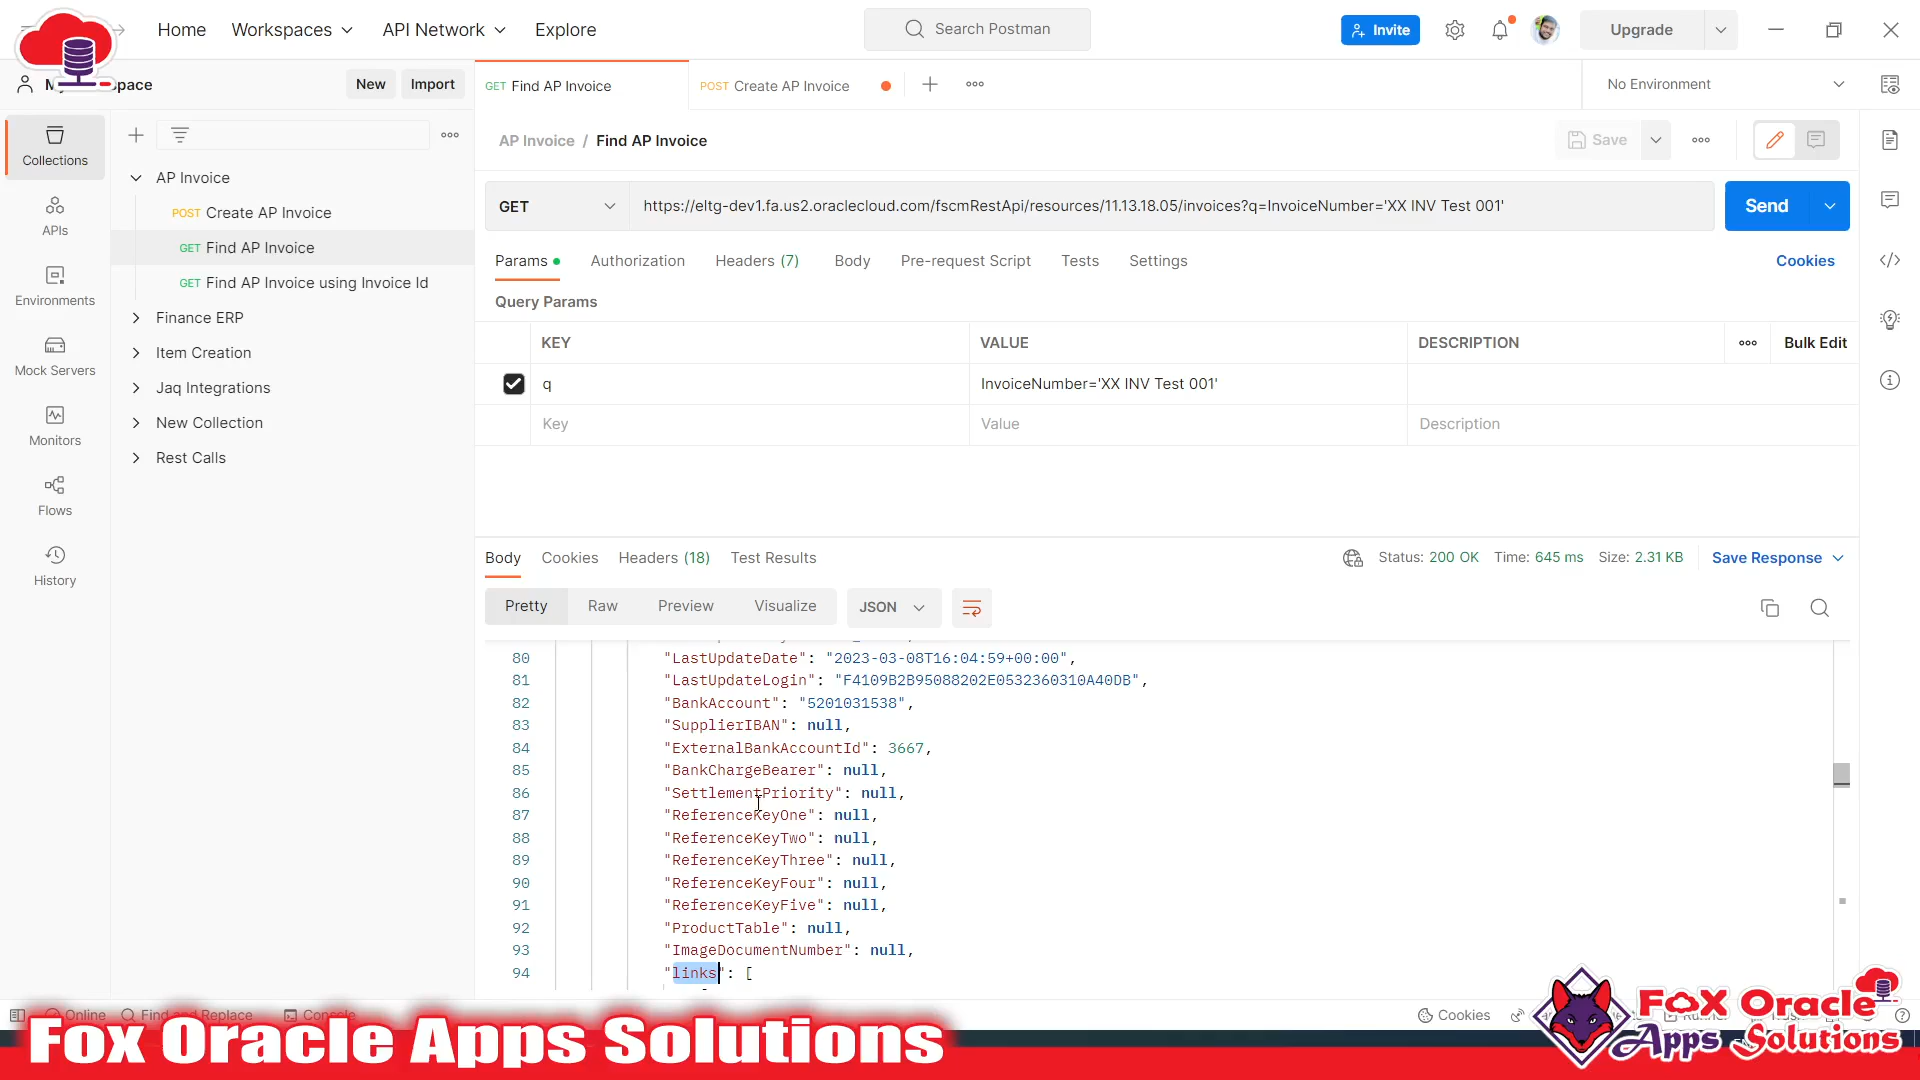 Home
Workspaces
API Network
Explore
Search Postman
Invite
Upgrade
New
Import
GET Find AP Invoice
POST Create AP Invoice
No Environment
Collections
APIs
Environments
Mock Servers
Monitors
Flows
History
AP Invoice
POST Create AP Invoice
GET Find AP Invoice
GET Find AP Invoice using Invoice Id
Finance ERP
Item Creation
Jaq Integrations
New Collection
Rest Calls
AP Invoice / Find AP Invoice
Save
GET
https://eltg-dev1.fa.us2.oraclecloud.com/fscmRestApi/resources/11.13.18.05/invoices?q=InvoiceNumber='XX INV Test 001'
Send
Params
Authorization
Headers (7)
Body
Pre-request Script
Tests
Settings
Cookies
Query Params
KEY
VALUE
DESCRIPTION
Bulk Edit
q
InvoiceNumber='XX INV Test 001'
Key
Value
Description
Body
Cookies
Headers (18)
Test Results
Status: 200 OK
Time: 645 ms
Size: 2.31 KB
Save Response
Pretty
Raw
Preview
Visualize
JSON
80 "LastUpdateDate": "2023-03-08T16:04:59+00:00",
81 "LastUpdateLogin": "F4109B2B95088202E0532360310A40DB",
82 "BankAccount": "5201031538",
83 "SupplierIBAN": null,
84 "ExternalBankAccountId": 3667,
85 "BankChargeBearer": null,
86 "SettlementPriority": null,
87 "ReferenceKeyOne": null,
88 "ReferenceKeyTwo": null,
89 "ReferenceKeyThree": null,
90 "ReferenceKeyFour": null,
91 "ReferenceKeyFive": null,
92 "ProductTable": null,
93 "ImageDocumentNumber": null,
94 "links": [
Online
Find and Replace
Console
Cookies
Fox Oracle Apps Solutions
Fox Oracle
Apps Solutions